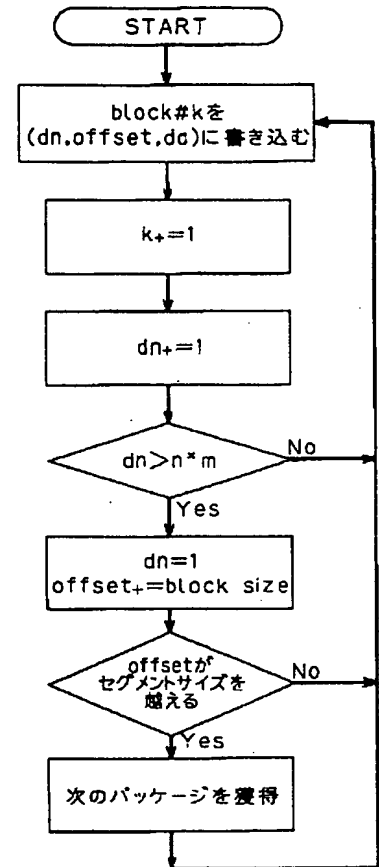 START
block#kを
(dn,offset,da)に書き込む
k+=1
dn+=1
dn>n*m
No
Yes
dn=1
offset+=block size
offsetが
セグメントサイズを
越える
No
Yes
次のパッケージを獲得